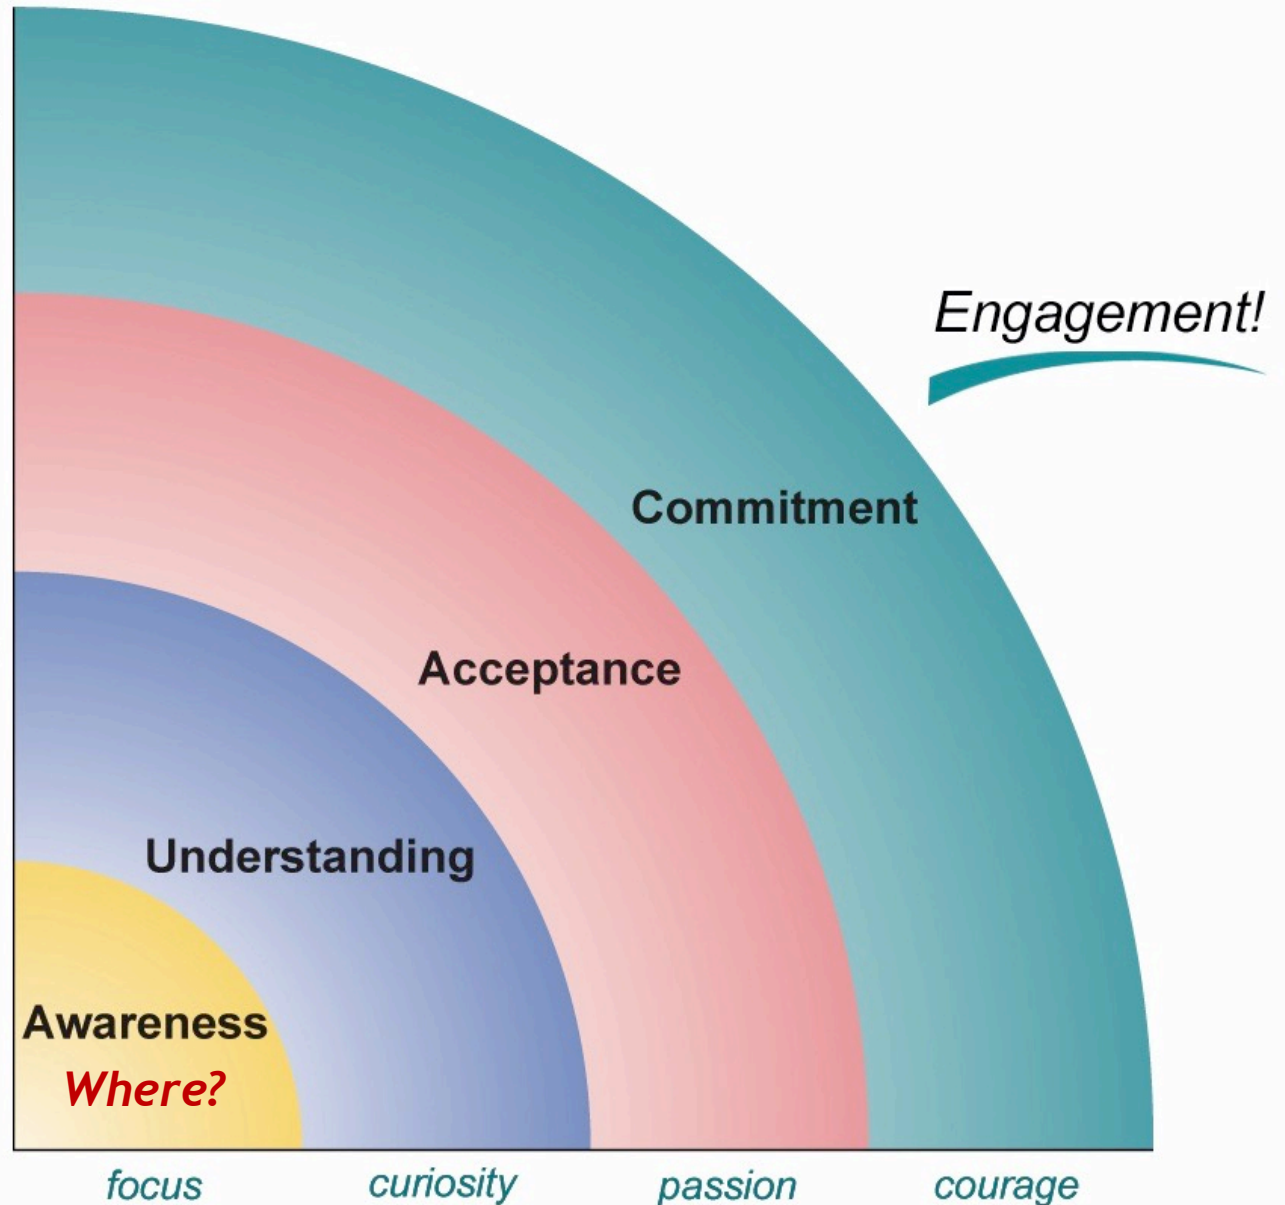 Engagement!
Commitment
Acceptance
Understanding
Awareness
Where?
focus curiosity passion courage